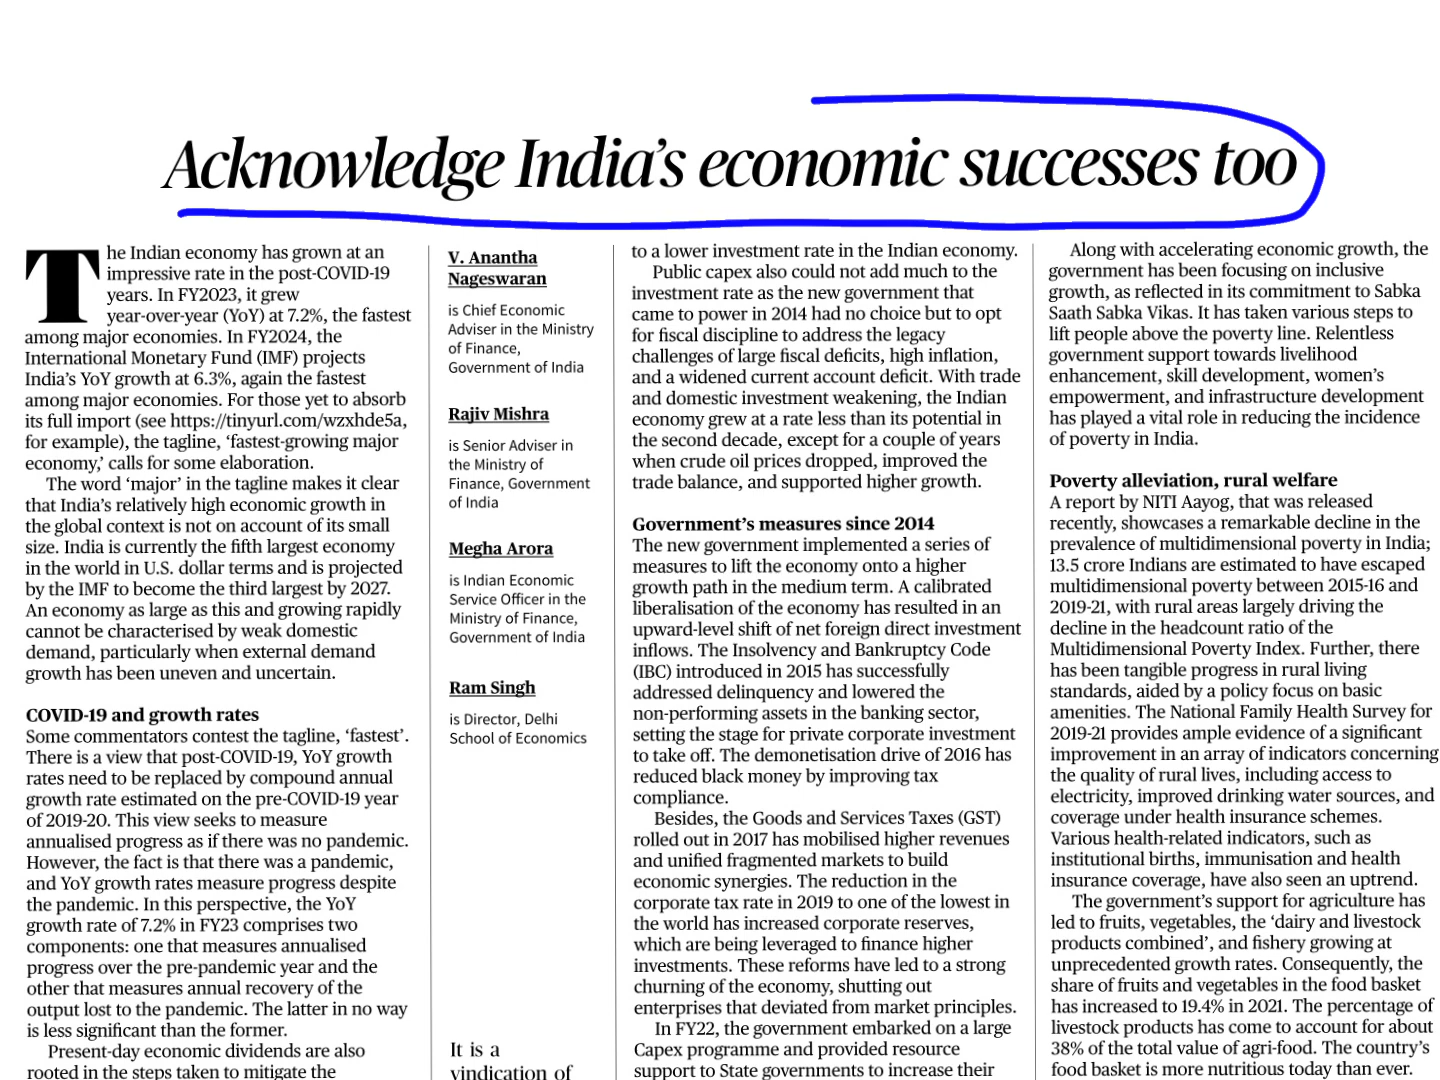 Acknowledge India's economic successes too
The Indian economy has grown at an
impressive rate in the post-COVID-19
years. In FY2023, it grew
year-over-year (YoY) at 7.2%, the fastest
among major economies. In FY2024, the
International Monetary Fund (IMF) projects
India's YoY growth at 6.3%, again the fastest
among major economies. For those yet to absorb
its full import (see https://tinyurl.com/wzxhde5a,
for example), the tagline, 'fastest-growing major
economy,' calls for some elaboration.
The word 'major' in the tagline makes it clear
that India's relatively high economic growth in
the global context is not on account of its small
size. India is currently the fifth largest economy
in the world in U.S. dollar terms and is projected
by the IMF to become the third largest by 2027.
An economy as large as this and growing rapidly
cannot be characterised by weak domestic
demand, particularly when external demand
growth has been uneven and uncertain.
COVID-19 and growth rates
Some commentators contest the tagline, 'fastest'.
There is a view that post-COVID-19, YoY growth
rates need to be replaced by compound annual
growth rate estimated on the pre-COVID-19 year
of 2019-20. This view seeks to measure
annualised progress as if there was no pandemic.
However, the fact is that there was a pandemic,
and YoY growth rates measure progress despite
the pandemic. In this perspective, the YoY
growth rate of 7.2% in FY23 comprises two
components: one that measures annualised
progress over the pre-pandemic year and the
other that measures annual recovery of the
output lost to the pandemic. The latter in no way
is less significant than the former.
Present-day economic dividends are also
rooted in the steps taken to mitigate the
V. Anantha
Nageswaran
is Chief Economic
Adviser in the Ministry
of Finance,
Government of India
Rajiv Mishra
is Senior Adviser in
the Ministry of
Finance, Government
of India
Megha Arora
is Indian Economic
Service Officer in the
Ministry of Finance,
Government of India
Ram Singh
is Director, Delhi
School of Economics
It is a
vindication of
to a lower investment rate in the Indian economy.
Public capex also could not add much to the
investment rate as the new government that
came to power in 2014 had no choice but to opt
for fiscal discipline to address the legacy
challenges of large fiscal deficits, high inflation,
and a widened current account deficit. With trade
and domestic investment weakening, the Indian
economy grew at a rate less than its potential in
the second decade, except for a couple of years
when crude oil prices dropped, improved the
trade balance, and supported higher growth.
Government's measures since 2014
The new government implemented a series of
measures to lift the economy onto a higher
growth path in the medium term. A calibrated
liberalisation of the economy has resulted in an
upward-level shift of net foreign direct investment
inflows. The Insolvency and Bankruptcy Code
(IBC) introduced in 2015 has successfully
addressed delinquency and lowered the
non-performing assets in the banking sector,
setting the stage for private corporate investment
to take off. The demonetisation drive of 2016 has
reduced black money by improving tax
compliance.
Besides, the Goods and Services Taxes (GST)
rolled out in 2017 has mobilised higher revenues
and unified fragmented markets to build
economic synergies. The reduction in the
corporate tax rate in 2019 to one of the lowest in
the world has increased corporate reserves,
which are being leveraged to finance higher
investments. These reforms have led to a strong
churning of the economy, shutting out
enterprises that deviated from market principles.
In FY22, the government embarked on a large
Capex programme and provided resource
support to State governments to increase their
Along with accelerating economic growth, the
government has been focusing on inclusive
growth, as reflected in its commitment to Sabka
Saath Sabka Vikas. It has taken various steps to
lift people above the poverty line. Relentless
government support towards livelihood
enhancement, skill development, women's
empowerment, and infrastructure development
has played a vital role in reducing the incidence
of poverty in India.
Poverty alleviation, rural welfare
A report by NITI Aayog, that was released
recently, showcases a remarkable decline in the
prevalence of multidimensional poverty in India;
13.5 crore Indians are estimated to have escaped
multidimensional poverty between 2015-16 and
2019-21, with rural areas largely driving the
decline in the headcount ratio of the
Multidimensional Poverty Index. Further, there
has been tangible progress in rural living
standards, aided by a policy focus on basic
amenities. The National Family Health Survey for
2019-21 provides ample evidence of a significant
improvement in an array of indicators concerning
the quality of rural lives, including access to
electricity, improved drinking water sources, and
coverage under health insurance schemes.
Various health-related indicators, such as
institutional births, immunisation and health
insurance coverage, have also seen an uptrend.
The government's support for agriculture has
led to fruits, vegetables, the 'dairy and livestock
products combined', and fishery growing at
unprecedented growth rates. Consequently, the
share of fruits and vegetables in the food basket
has increased to 19.4% in 2021. The percentage of
livestock products has come to account for about
38% of the total value of agri-food. The country's
food basket is more nutritious today than ever.